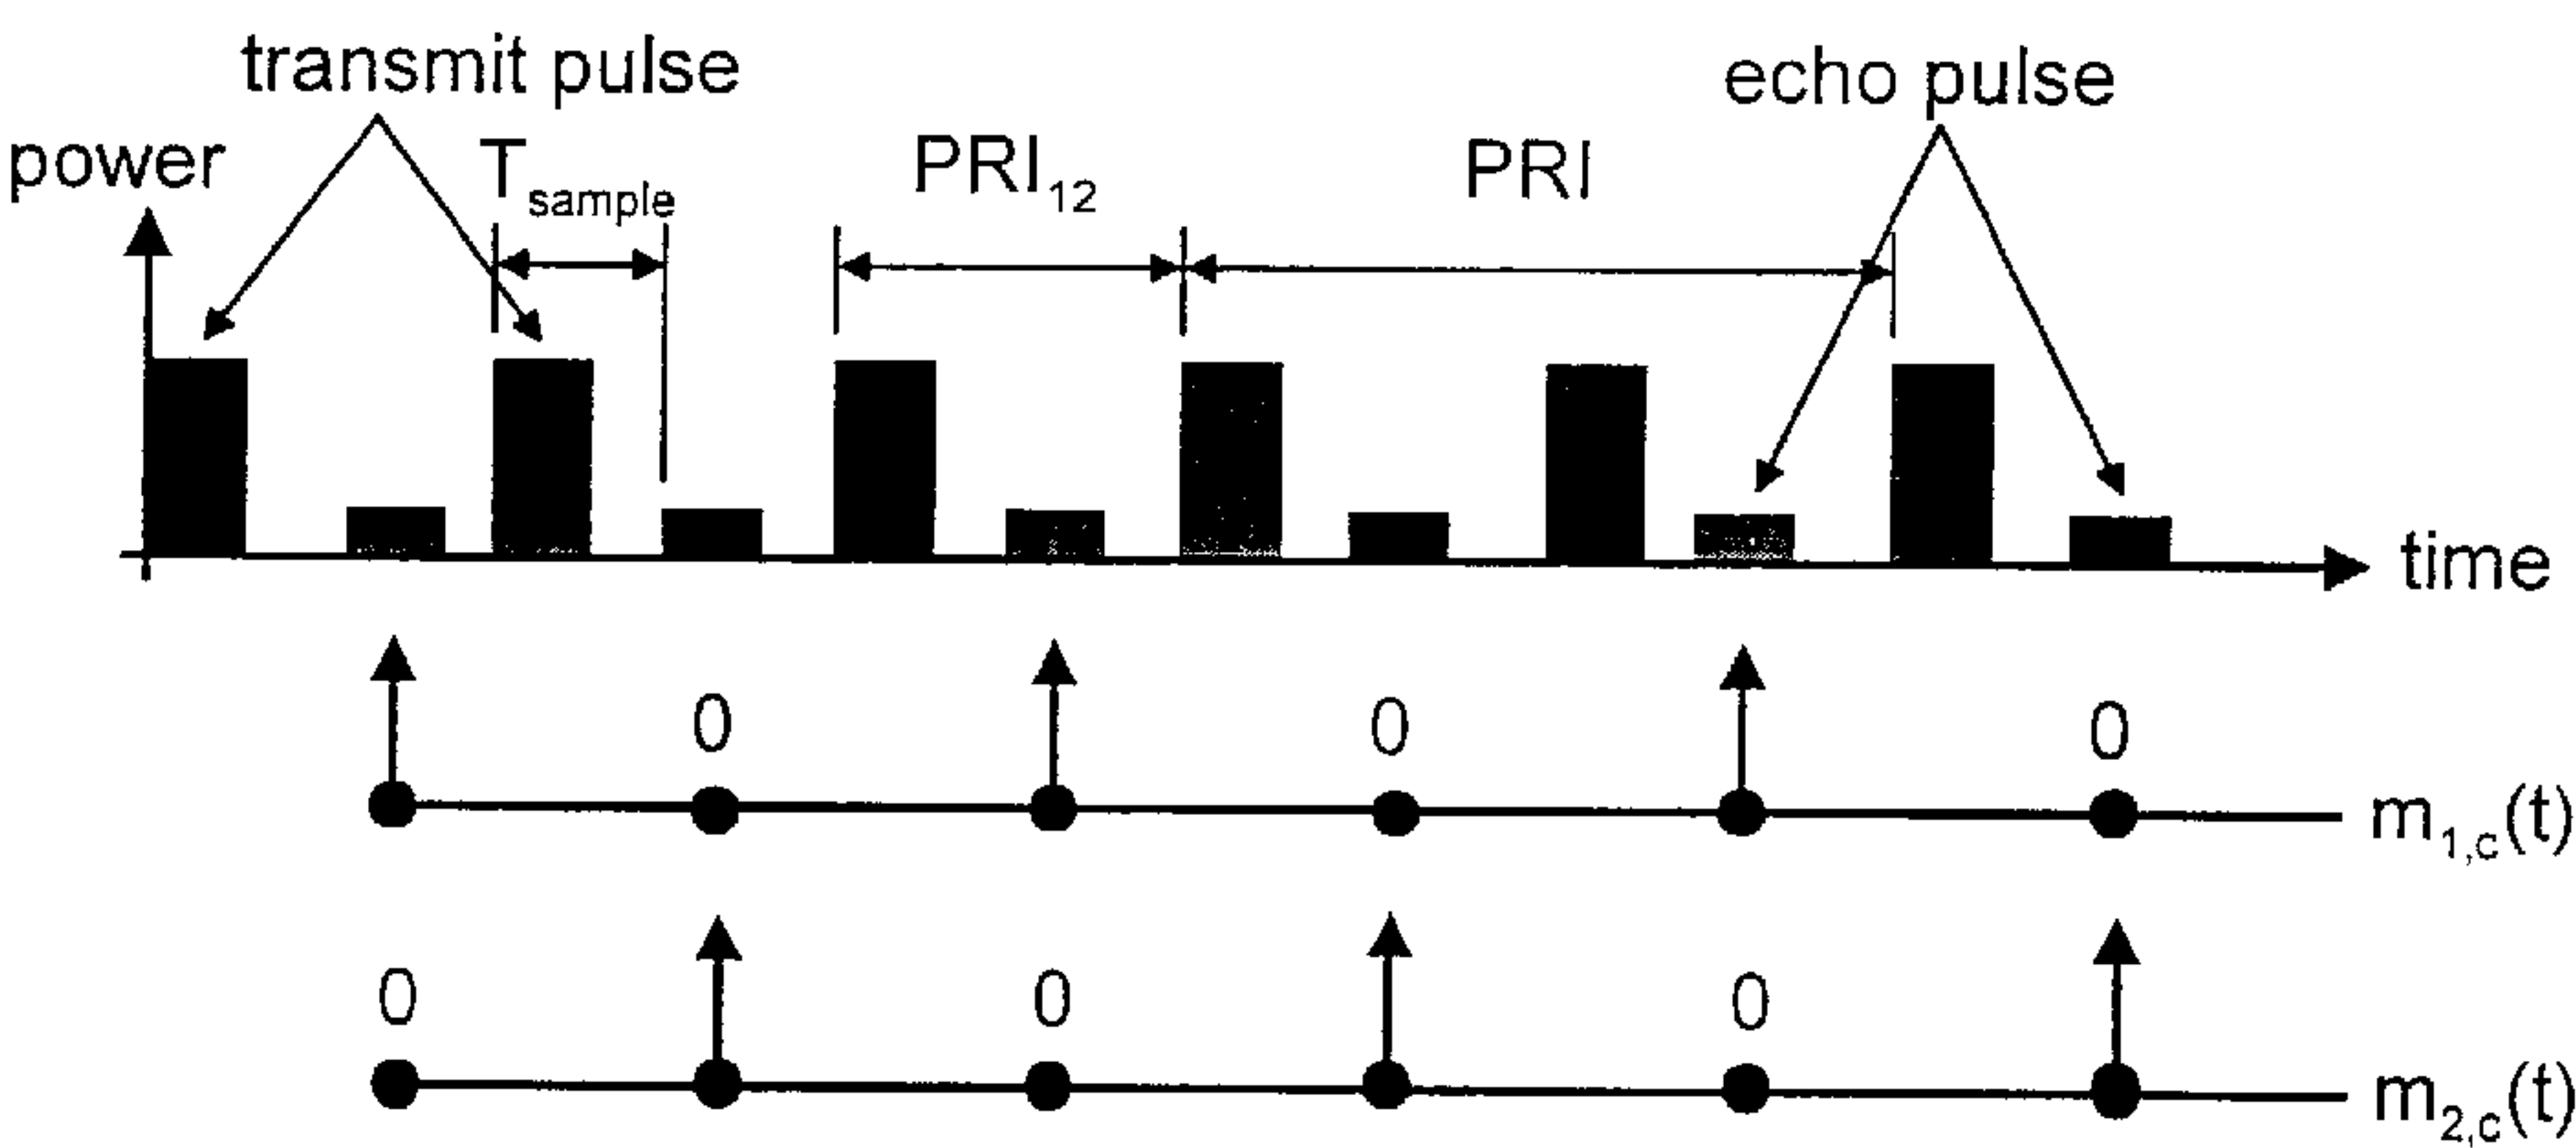 transmit pulse
echo pulse
power
T_sample
PRI_12
PRI
time
0
0
0
m_1,c(t)
0
0
0
m_2,c(t)